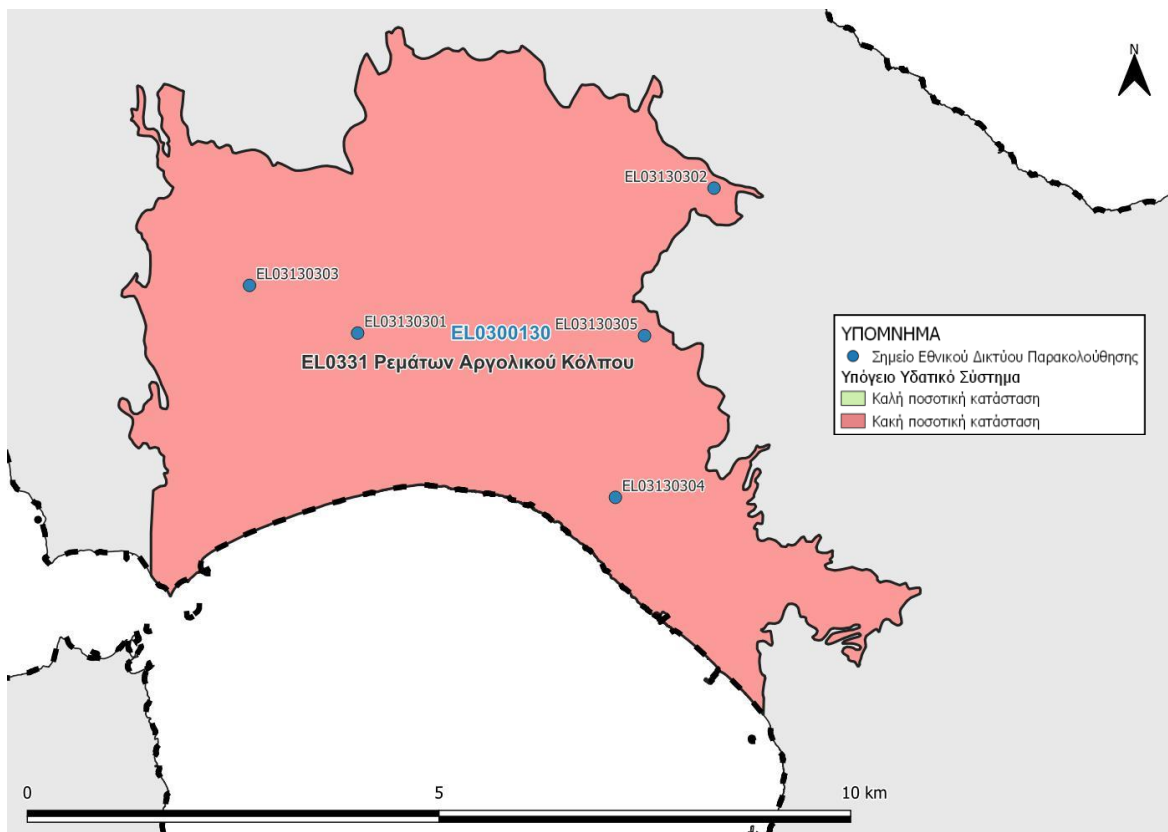 N
EL03130302
EL03130303
EL03130301
EL0300130
EL03130305
EL0331 Ρεμάτων Αργολικού Κόλπου
EL03130304
ΥΠΟΜΝΗΜΑ
Σημείο Εθνικού Δικτύου Παρακολούθησης
Υπόγειο Υδατικό Σύστημα
Καλή ποσοτική κατάσταση
Κακή ποσοτική κατάσταση
0 5 10 km